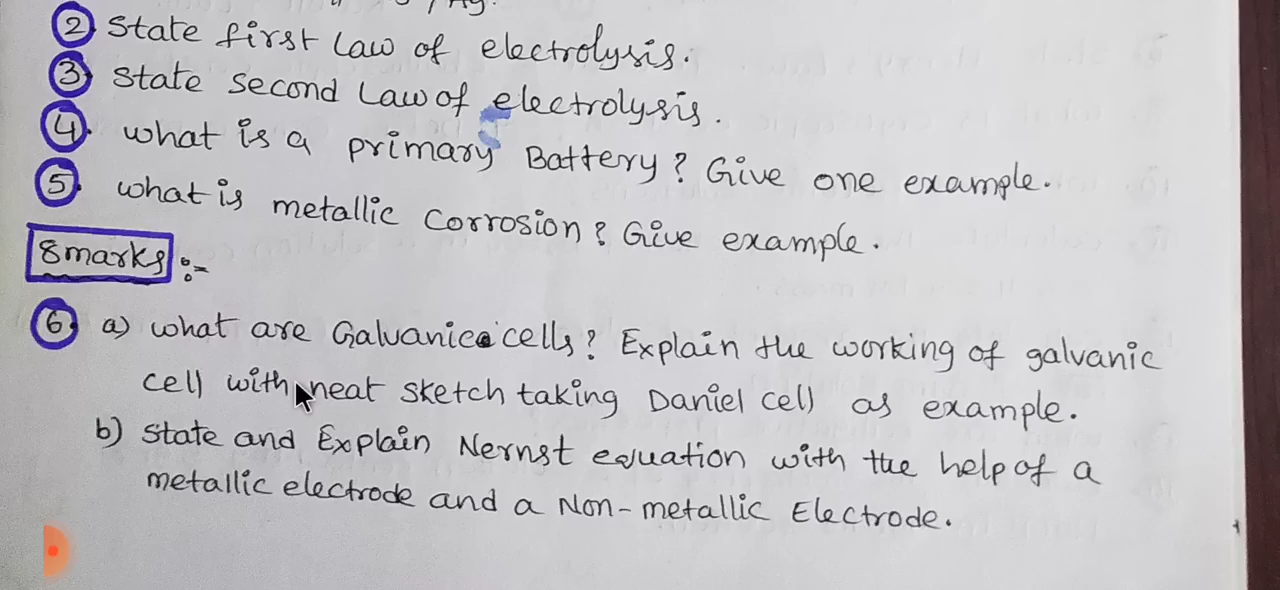 ② State first Law of electrolysis.
③ State Second Law of electrolysis.
④. what is a primary Battery? Give one example.
⑤. what is metallic Corrosion? Give example.
8marks :-
⑥. a) what are Galvanic cells? Explain the working of galvanic
cell with neat sketch taking Daniel cell as example.
b) State and Explain Nernst equation with the help of a
metallic electrode and a Non-metallic Electrode.